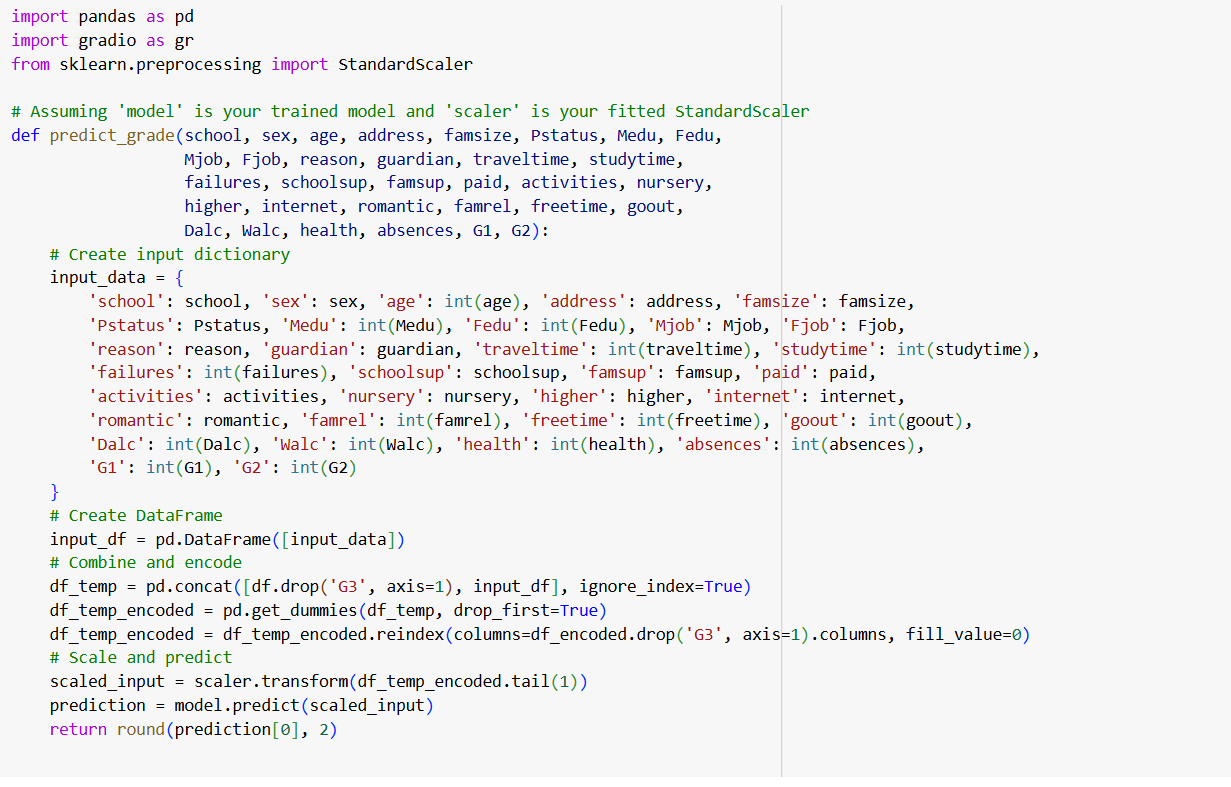 import pandas as pd
import gradio as gr
from sklearn.preprocessing import StandardScaler

# Assuming 'model' is your trained model and 'scaler' is your fitted StandardScaler
def predict_grade(school, sex, age, address, famsize, Pstatus, Medu, Fedu,
                  Mjob, Fjob, reason, guardian, traveltime, studytime,
                  failures, schoolsup, famsup, paid, activities, nursery,
                  higher, internet, romantic, famrel, freetime, goout,
                  Dalc, Walc, health, absences, G1, G2):
    # Create input dictionary
    input_data = {
        'school': school, 'sex': sex, 'age': int(age), 'address': address, 'famsize': famsize,
        'Pstatus': Pstatus, 'Medu': int(Medu), 'Fedu': int(Fedu), 'Mjob': Mjob, 'Fjob': Fjob,
        'reason': reason, 'guardian': guardian, 'traveltime': int(traveltime), 'studytime': int(studytime),
        'failures': int(failures), 'schoolsup': schoolsup, 'famsup': famsup, 'paid': paid,
        'activities': activities, 'nursery': nursery, 'higher': higher, 'internet': internet,
        'romantic': romantic, 'famrel': int(famrel), 'freetime': int(freetime), 'goout': int(goout),
        'Dalc': int(Dalc), 'Walc': int(Walc), 'health': int(health), 'absences': int(absences),
        'G1': int(G1), 'G2': int(G2)
    }
    # Create DataFrame
    input_df = pd.DataFrame([input_data])
    # Combine and encode
    df_temp = pd.concat([df.drop('G3', axis=1), input_df], ignore_index=True)
    df_temp_encoded = pd.get_dummies(df_temp, drop_first=True)
    df_temp_encoded = df_temp_encoded.reindex(columns=df_encoded.drop('G3', axis=1).columns, fill_value=0)
    # Scale and predict
    scaled_input = scaler.transform(df_temp_encoded.tail(1))
    prediction = model.predict(scaled_input)
    return round(prediction[0], 2)